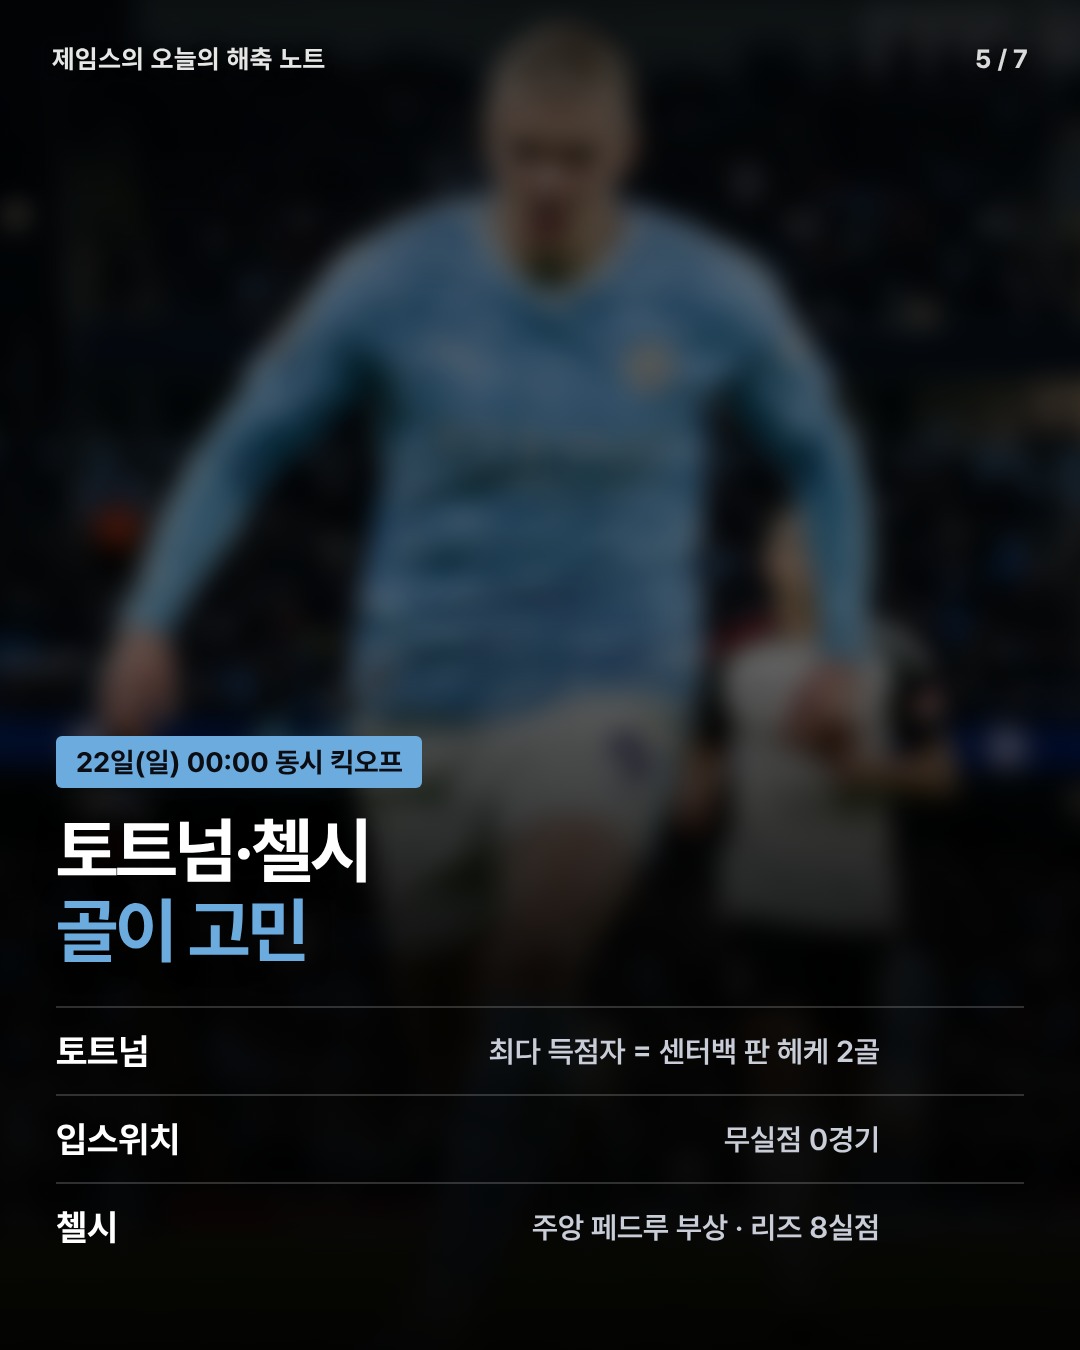 제임스의 오늘의 해축 노트
5 / 7
22일(일) 00:00 동시 킥오프
토트넘·첼시
골이 고민
토트넘 최다 득점자 = 센터백 판 헤케 2골
입스위치 무실점 0경기
첼시 주앙 페드루 부상 · 리즈 8실점